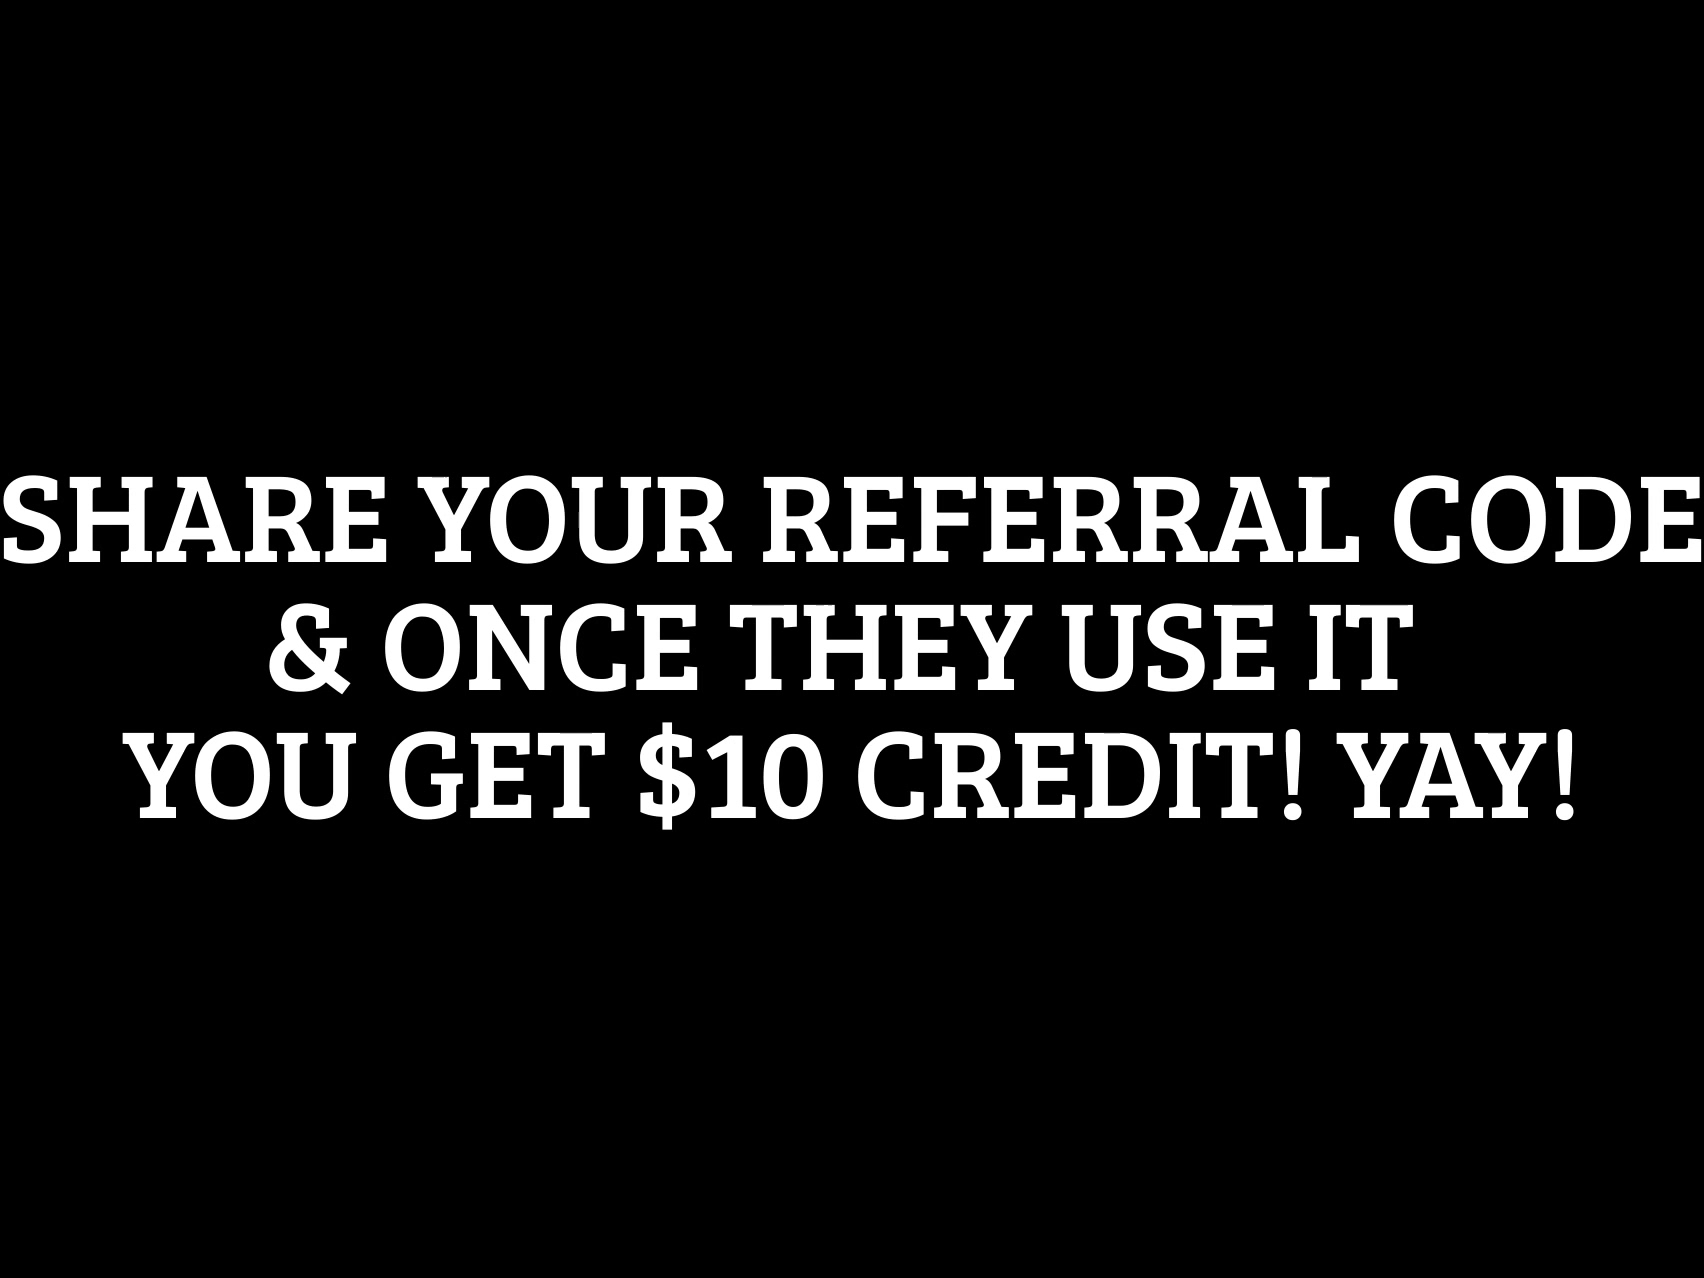 SHARE YOUR REFERRAL CODE
& ONCE THEY USE IT
YOU GET $10 CREDIT! YAY!